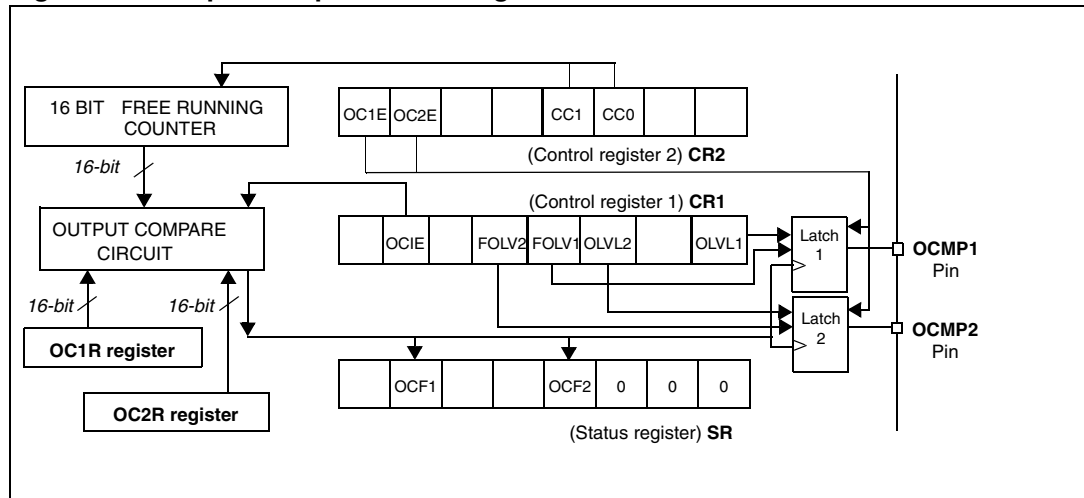 16 BIT FREE RUNNING
COUNTER
OC1E OC2E CC1 CC0
(Control register 2) CR2
16-bit
(Control register 1) CR1
OUTPUT COMPARE
CIRCUIT
OCIE FOLV2 FOLV1 OLVL2 OLVL1
Latch
1
OCMP1
Pin
16-bit
16-bit
Latch
2
OCMP2
Pin
OC1R register
OCF1 OCF2 0 0 0
OC2R register
(Status register) SR